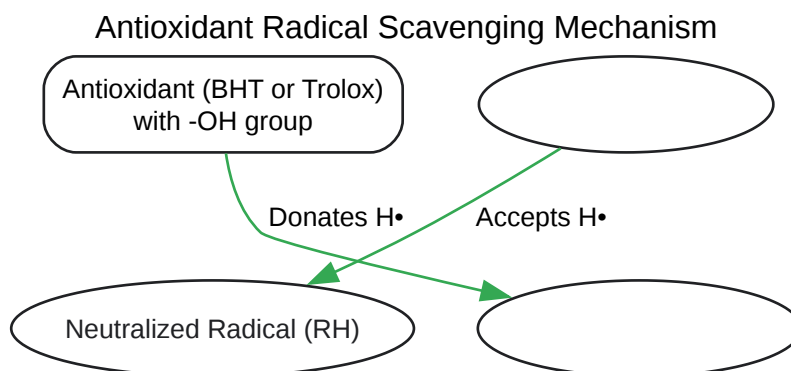 Antioxidant Radical Scavenging Mechanism
Antioxidant (BHT or Trolox)
with -OH group
Donates H•
Accepts H•
Neutralized Radical (RH)